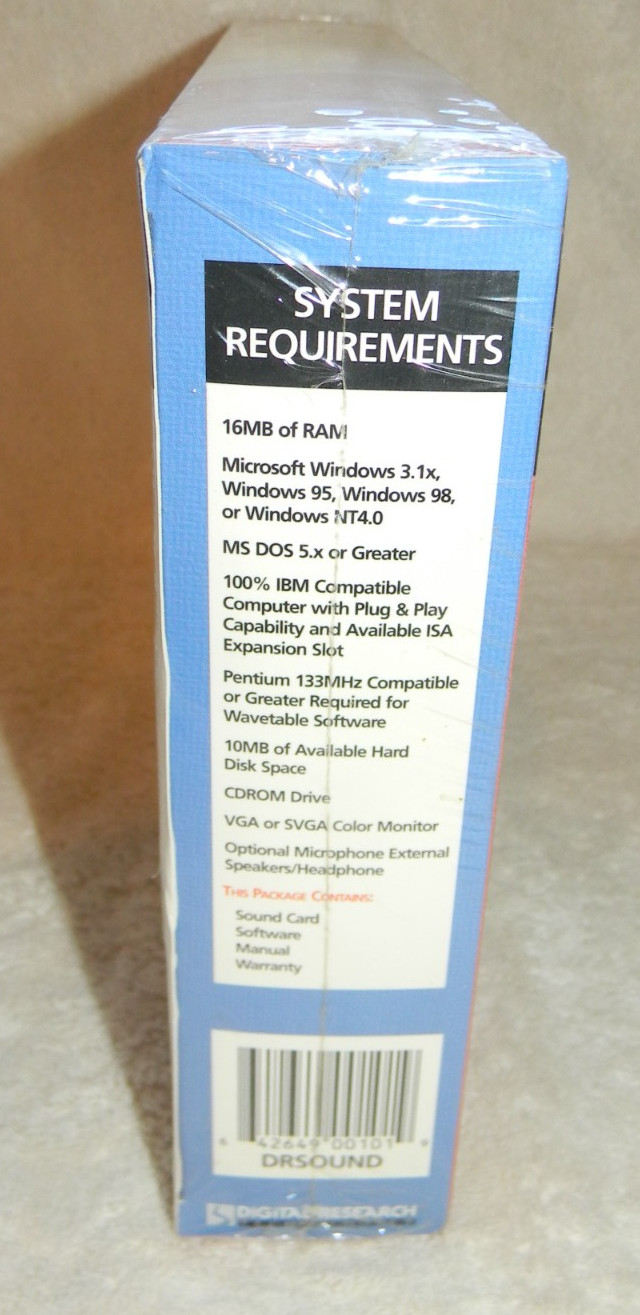 SYSTEM
REQUIREMENTS
16MB of RAM
Microsoft Windows 3.1x,
Windows 95, Windows 98,
or Windows NT4.0
MS DOS 5.x or Greater
100% IBM Compatible
Computer with Plug & Play
Capability and Available ISA
Expansion Slot
Pentium 133MHz Compatible
or Greater Required for
Wavetable Software
10MB of Available Hard
Disk Space
CDROM Drive
VGA or SVGA Color Monitor
Optional Microphone External
Speakers/Headphone
THIS PACKAGE CONTAINS:
Sound Card
Software
Manual
Warranty
6 42649 00101 9
DRSOUND
DIGITAL RESEARCH